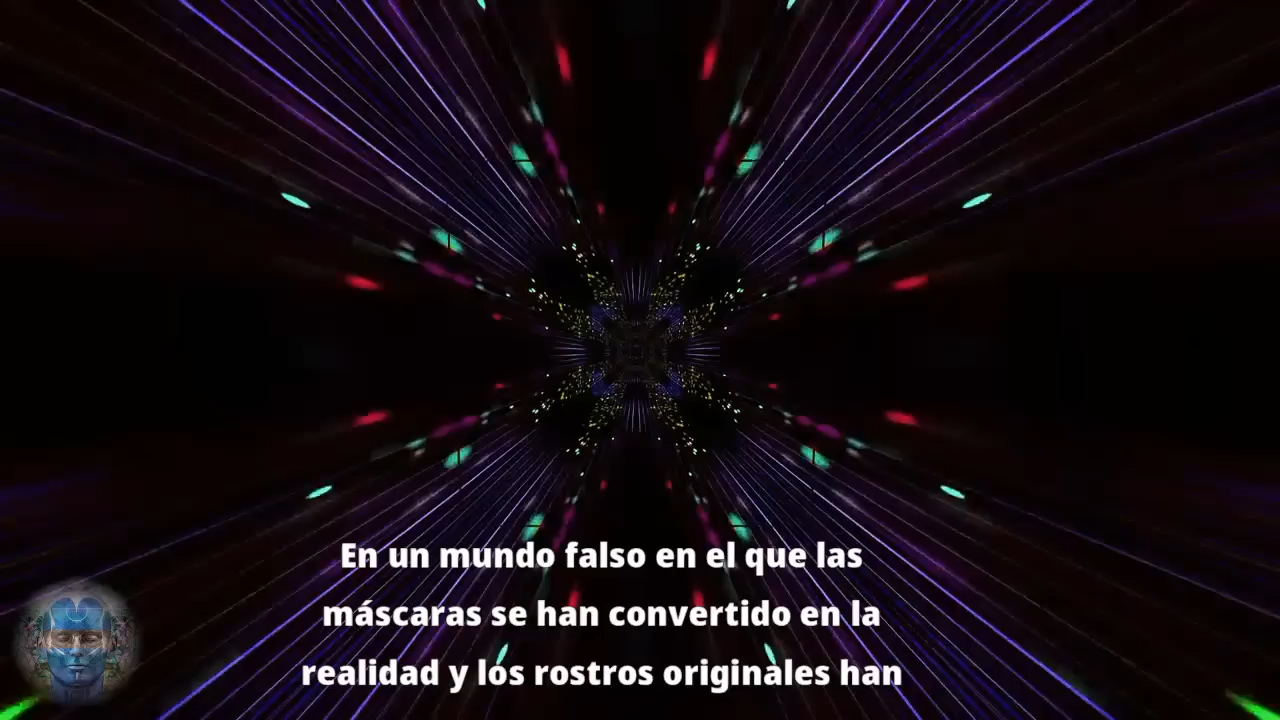 En un mundo falso en el que las
máscaras se han convertido en la
realidad y los rostros originales han